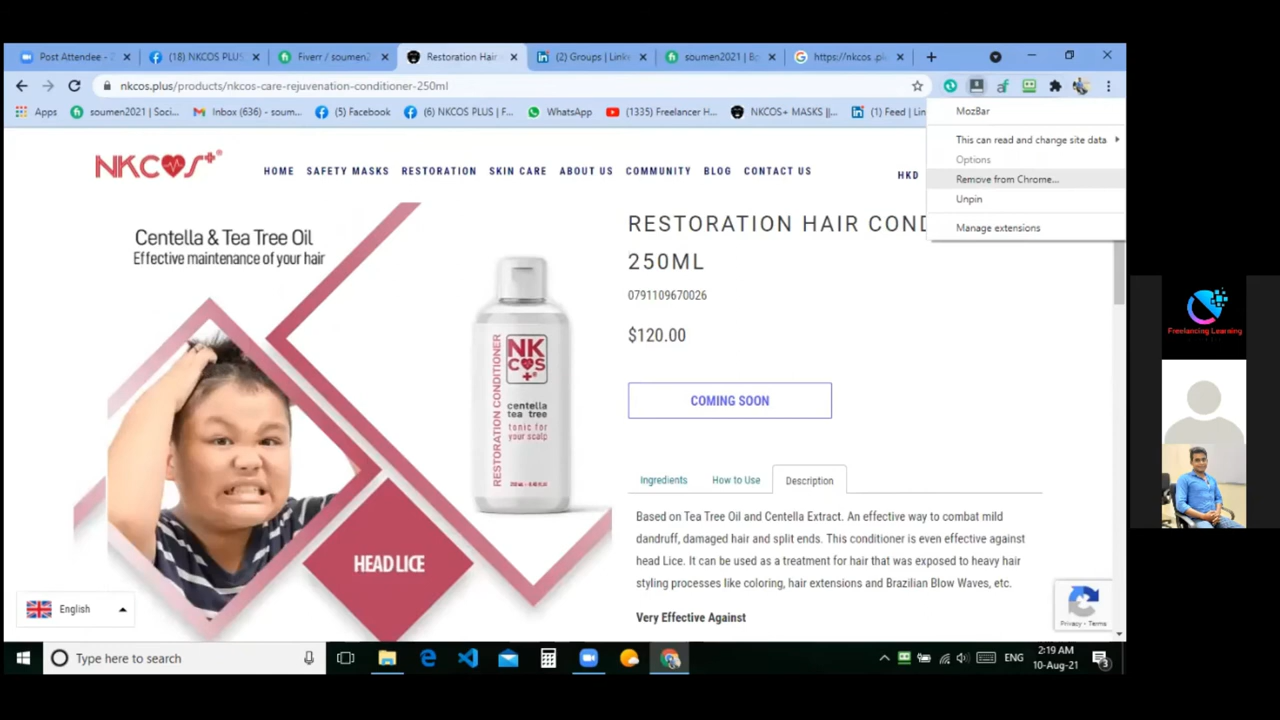 Post Attendee - Z
(18) NKCOS PLUS
Fiverr / soumen2
Restoration Hair
(2) Groups | Linke
soumen2021 | Bp
https://nkcos .pl
nkcos.plus/products/nkcos-care-rejuvenation-conditioner-250ml
Apps
soumen2021 | Soci...
Inbox (636) - soum...
(5) Facebook
(6) NKCOS PLUS | F...
WhatsApp
(1335) Freelancer H...
NKCOS+ MASKS ||...
(1) Feed | Lin
MozBar
This can read and change site data
Options
Remove from Chrome...
Unpin
Manage extensions
NKCOS+
HOME SAFETY MASKS RESTORATION SKIN CARE ABOUT US COMMUNITY BLOG CONTACT US
HKD
Centella & Tea Tree Oil
Effective maintenance of your hair
HEAD LICE
RESTORATION CONDITIONER
NK
COS
+
centella
tea tree
tonic for
your scalp
RESTORATION HAIR COND
250ML
0791109670026
$120.00
COMING SOON
Ingredients How to Use Description
Based on Tea Tree Oil and Centella Extract. An effective way to combat mild
dandruff, damaged hair and split ends. This conditioner is even effective against
head Lice. It can be used as a treatment for hair that was exposed to heavy hair
styling processes like coloring, hair extensions and Brazilian Blow Waves, etc.
Very Effective Against
English
Privacy - Terms
Freelancing Learning
Type here to search
ENG
2:19 AM
10-Aug-21
3